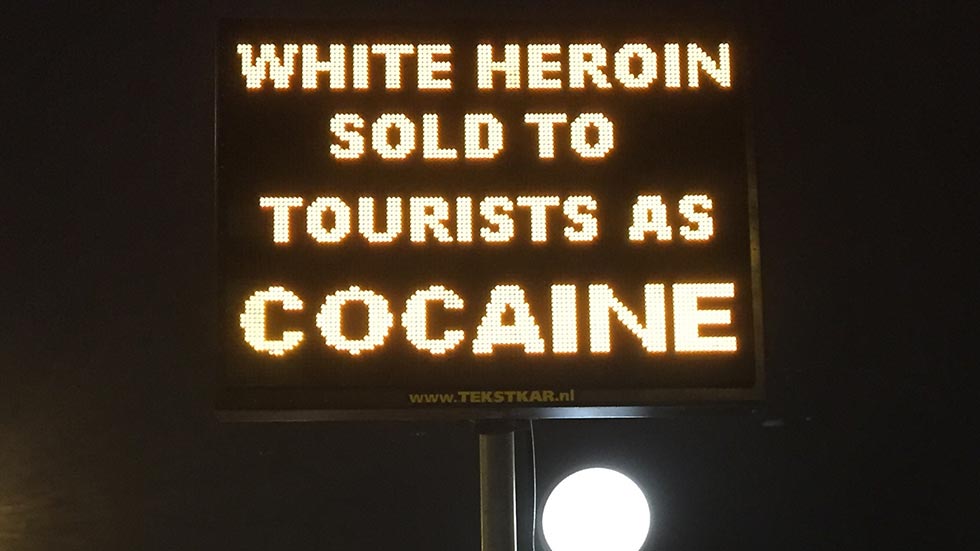 WHITE HEROIN
SOLD TO
TOURISTS AS
COCAINE
www.TEKSTKAR.nl